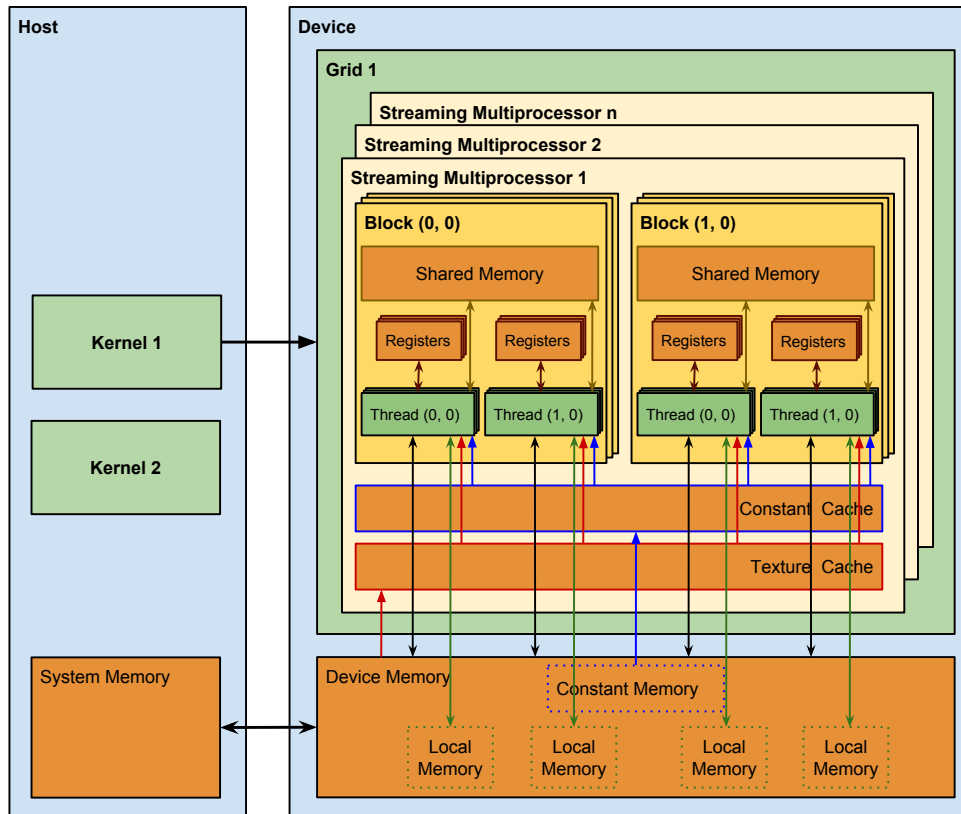 Host
Device
Grid 1
Streaming Multiprocessor n
Streaming Multiprocessor 2
Streaming Multiprocessor 1
Block (0, 0)
Block (1, 0)
Shared Memory
Shared Memory
Registers
Registers
Registers
Registers
Kernel 1
Thread (0, 0)
Thread (1, 0)
Thread (0, 0)
Thread (1, 0)
Kernel 2
Constant Cache
Texture Cache
System Memory
Device Memory
Constant Memory
Local
Memory
Local
Memory
Local
Memory
Local
Memory